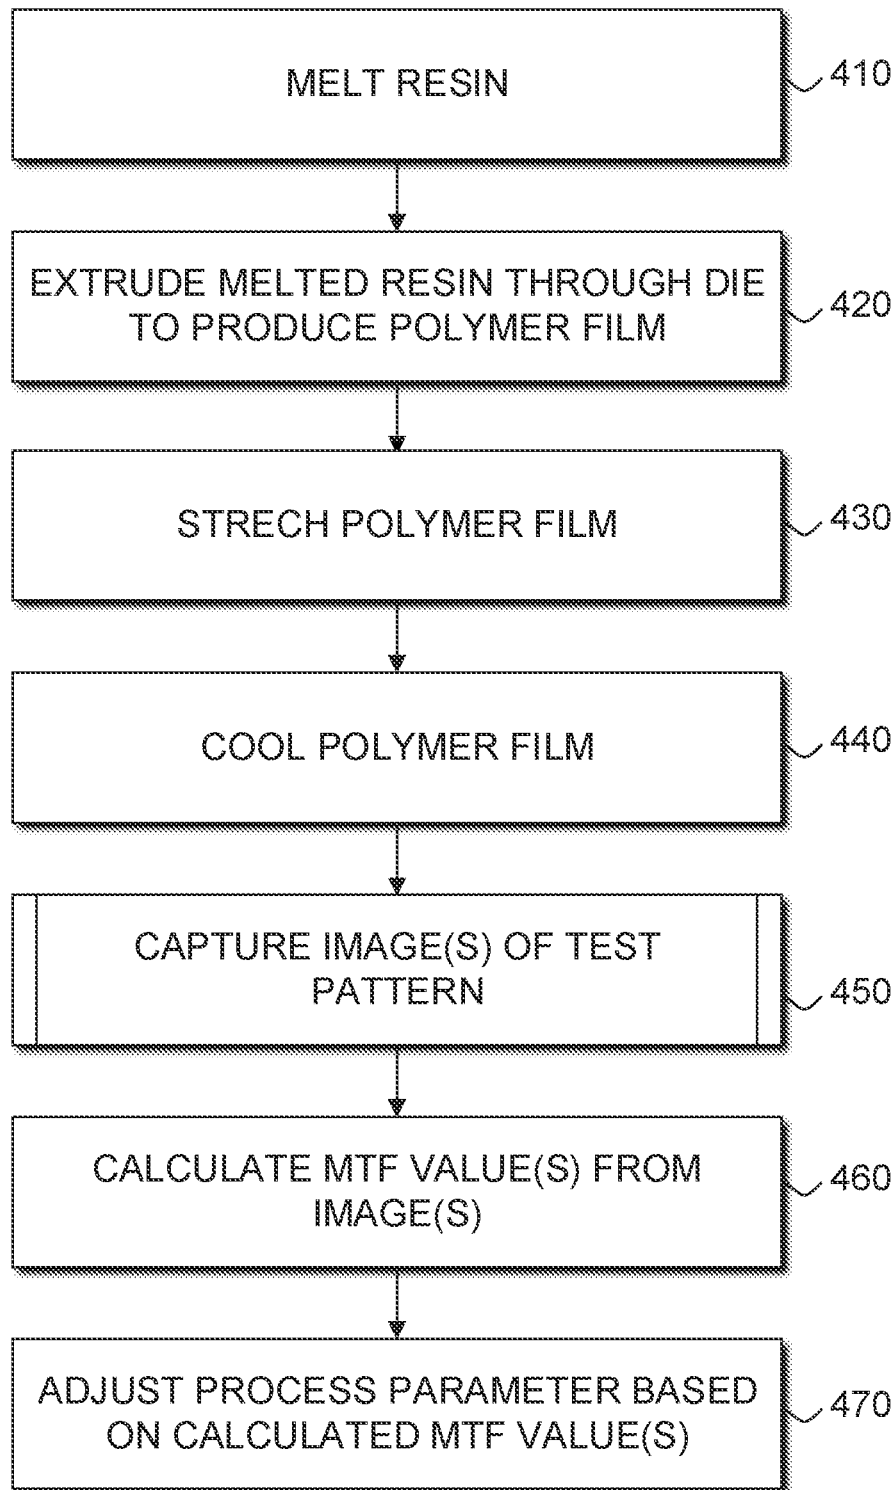 MELT RESIN
410
EXTRUDE MELTED RESIN THROUGH DIE
TO PRODUCE POLYMER FILM
420
STRECH POLYMER FILM
430
COOL POLYMER FILM
440
CAPTURE IMAGE(S) OF TEST
PATTERN
450
CALCULATE MTF VALUE(S) FROM
IMAGE(S)
460
ADJUST PROCESS PARAMETER BASED
ON CALCULATED MTF VALUE(S)
470